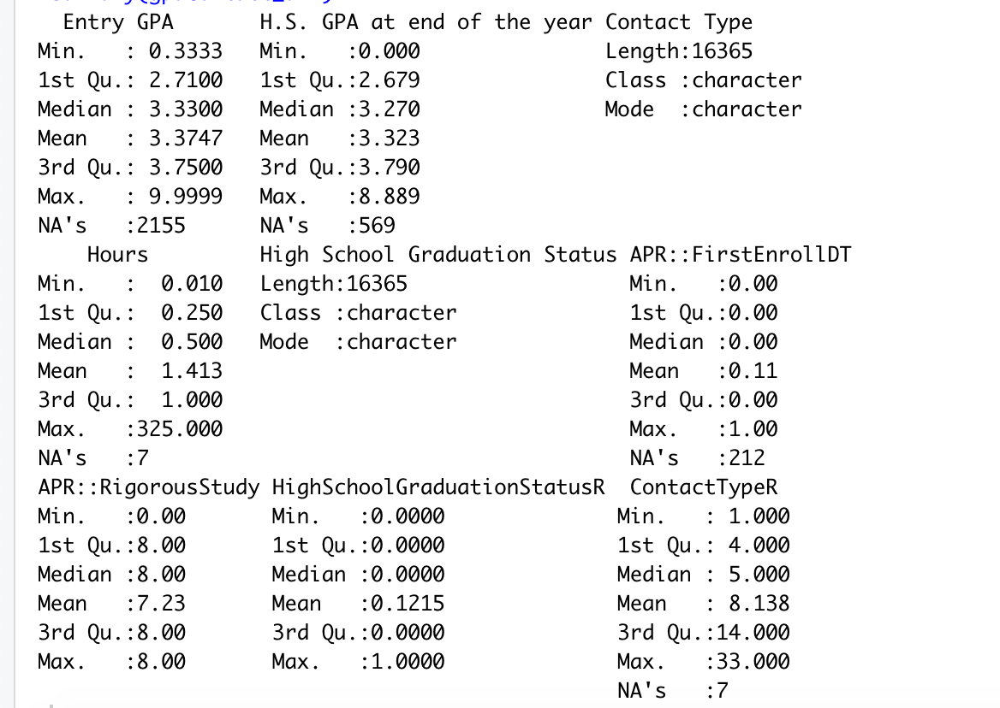 Entry GPA       H.S. GPA at end of the year Contact Type
Min.   : 0.3333   Min.   :0.000               Length:16365
1st Qu.: 2.7100   1st Qu.:2.679               Class :character
Median : 3.3300   Median :3.270               Mode  :character
Mean   : 3.3747   Mean   :3.323
3rd Qu.: 3.7500   3rd Qu.:3.790
Max.   : 9.9999   Max.   :8.889
NA's   :2155      NA's   :569
    Hours         High School Graduation Status APR::FirstEnrollDT
Min.   :  0.010   Length:16365                  Min.   :0.00
1st Qu.:  0.250   Class :character              1st Qu.:0.00
Median :  0.500   Mode  :character              Median :0.00
Mean   :  1.413                                 Mean   :0.11
3rd Qu.:  1.000                                 3rd Qu.:0.00
Max.   :325.000                                 Max.   :1.00
NA's   :7                                       NA's   :212
APR::RigorousStudy HighSchoolGraduationStatusR  ContactTypeR
Min.   :0.00       Min.   :0.0000              Min.   : 1.000
1st Qu.:8.00       1st Qu.:0.0000              1st Qu.: 4.000
Median :8.00       Median :0.0000              Median : 5.000
Mean   :7.23       Mean   :0.1215              Mean   : 8.138
3rd Qu.:8.00       3rd Qu.:0.0000              3rd Qu.:14.000
Max.   :8.00       Max.   :1.0000              Max.   :33.000
                                               NA's   :7